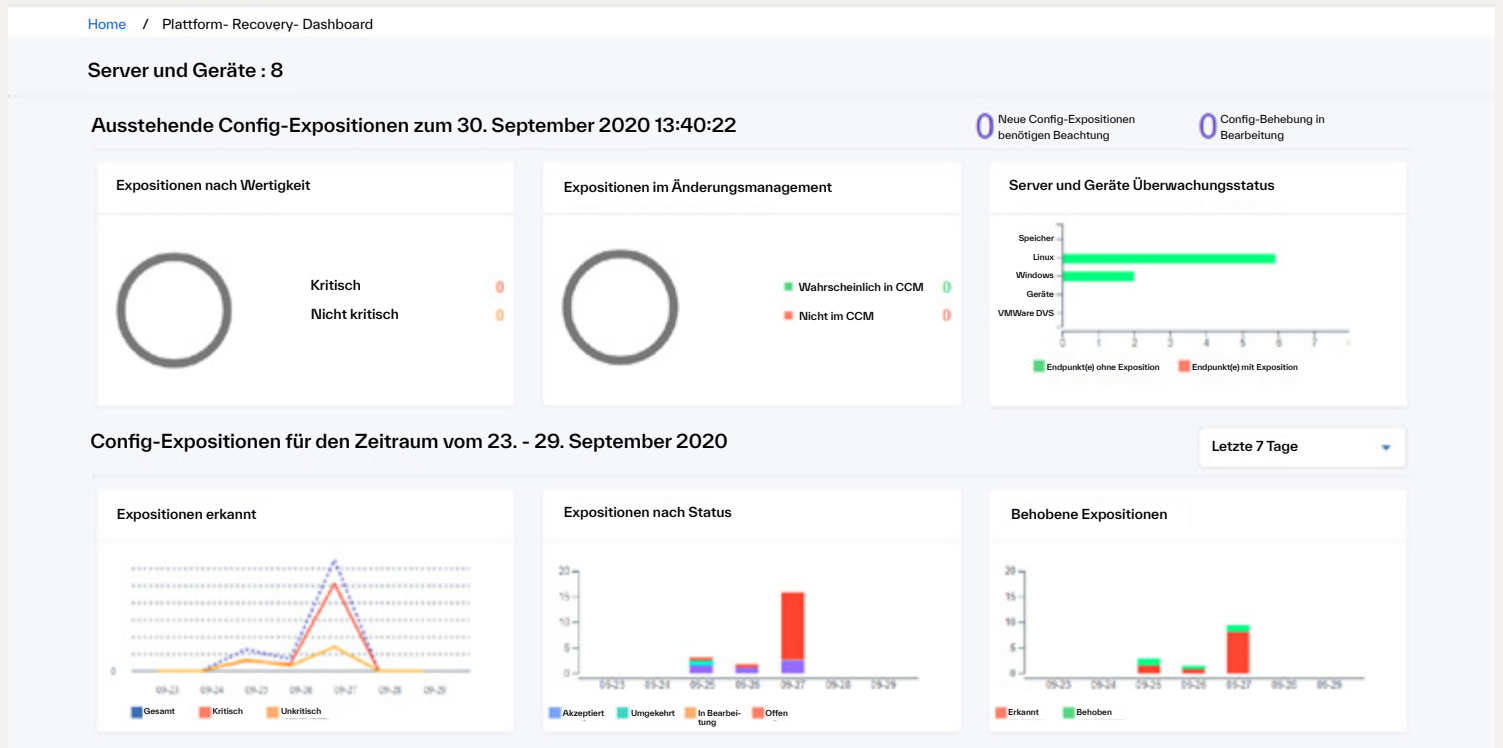 Home / Plattform- Recovery- Dashboard
Server und Geräte : 8
Ausstehende Config-Expositionen zum 30. September 2020 13:40:22
0 Neue Config-Expositionen
benötigen Beachtung
0 Config-Behebung in
Bearbeitung
Expositionen nach Wertigkeit
Kritisch 0
Nicht kritisch 0
Expositionen im Änderungsmanagement
Wahrscheinlich in CCM 0
Nicht im CCM 0
Server und Geräte Überwachungsstatus
Speicher
Linux
Windows
Geräte
VMWare DVS
0 1 2 3 4 5 6 7
Endpunkt(e) ohne Exposition Endpunkt(e) mit Exposition
Config-Expositionen für den Zeitraum vom 23. - 29. September 2020
Letzte 7 Tage
Expositionen erkannt
0
09-23 09-24 09-25 09-26 09-27 09-28 09-29
Gesamt Kritisch Unkritisch
Expositionen nach Status
20
15
10
5
0
09-23 09-24 09-25 09-26 09-27 09-28 09-29
Akzeptiert Umgekehrt In Bearbei-
tung Offen
Behobene Expositionen
20
15
10
5
0
09-23 09-24 09-25 09-26 09-27 09-28 09-29
Erkannt Behoben